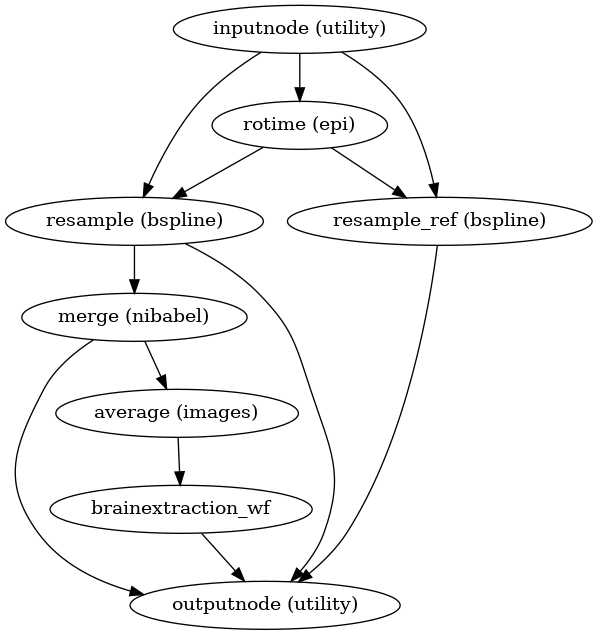 inputnode (utility)
rotime (epi)
resample (bspline)
resample_ref (bspline)
merge (nibabel)
average (images)
brainextraction_wf
outputnode (utility)